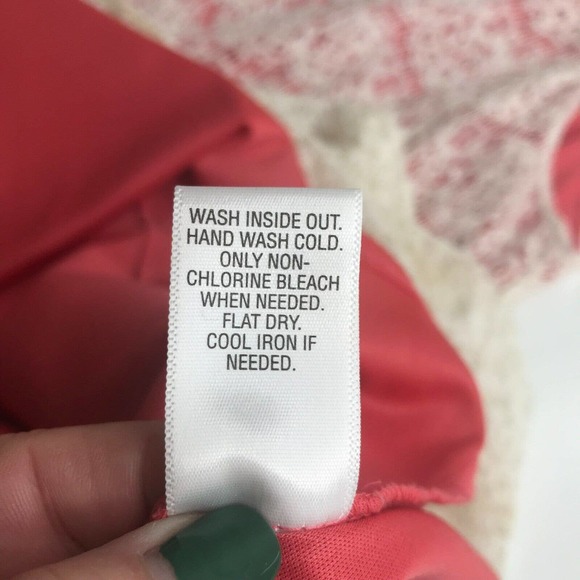 WASH INSIDE OUT.
HAND WASH COLD.
ONLY NON-
CHLORINE BLEACH
WHEN NEEDED.
FLAT DRY.
COOL IRON IF
NEEDED.